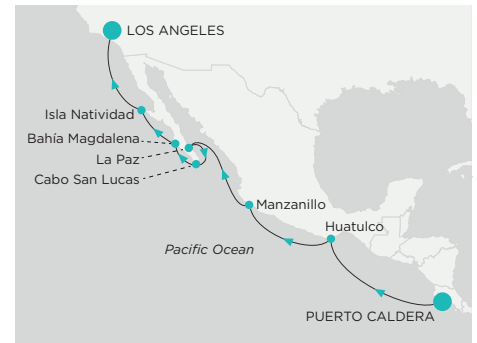 LOS ANGELES
Isla Natividad
Bahía Magdalena
La Paz
Cabo San Lucas
Manzanillo
Huatulco
Pacific Ocean
PUERTO CALDERA